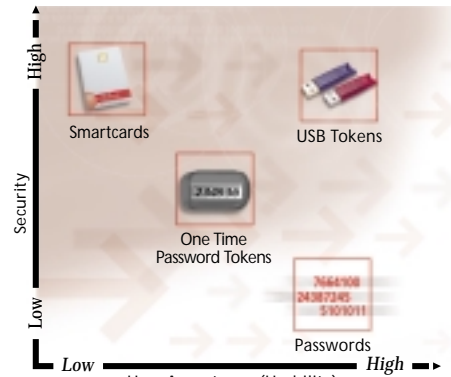 High
Smartcards
USB Tokens
Security
One Time
Password Tokens
7664108
24387245
5101011
Low
Passwords
Low
High